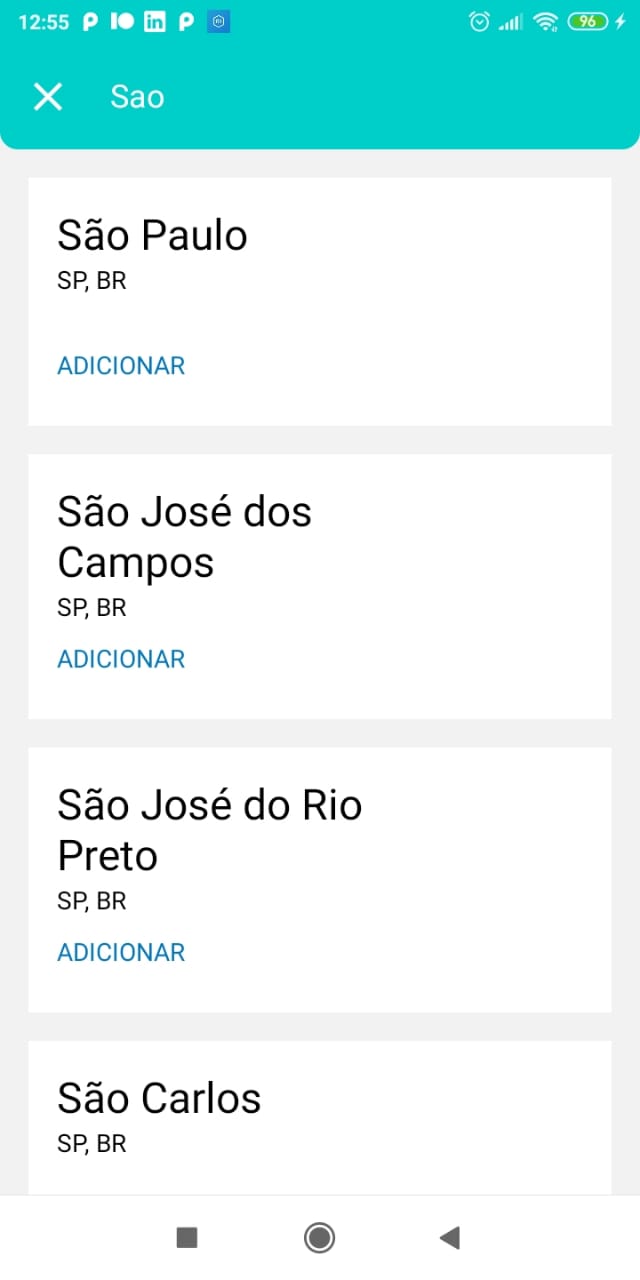 12:55
96
Sao
São Paulo
SP, BR
ADICIONAR
São José dos
Campos
SP, BR
ADICIONAR
São José do Rio
Preto
SP, BR
ADICIONAR
São Carlos
SP, BR